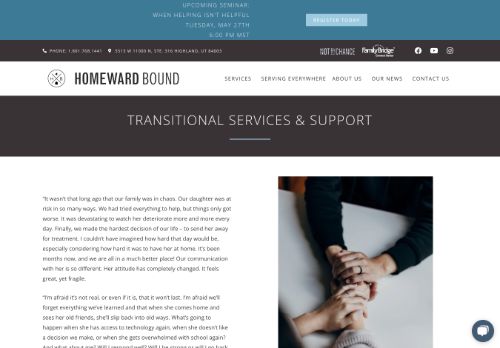 UPCOMING SEMINAR:
WHEN HELPING ISN'T HELPFUL
TUESDAY, MAY 27TH
6:00 PM MST
REGISTER TODAY
PHONE: 1.801.768.1441
5513 W 11000 N, STE. 316 HIGHLAND, UT 84003
NOT BY CHANCE
FamilyBridge
HOMEWARD BOUND
SERVICES
SERVING EVERYWHERE
ABOUT US
OUR NEWS
CONTACT US
TRANSITIONAL SERVICES & SUPPORT
"It wasn't that long ago that our family was in chaos. Our daughter was at
risk in so many ways. We had tried everything to help, but things only got
worse. It was devastating to watch her deteriorate more and more every
day. Finally, we made the hardest decision of our life – to send her away
for treatment. I couldn't have imagined how hard that day would be,
especially considering how hard it was to have her at home. It's been
months now, and we are all in a much better place! Our communication
with her is so different. Her attitude has completely changed. It feels
great, yet fragile.
"I'm afraid it's not real, or even if it is, that it won't last. I'm afraid we'll
forget everything we've learned and that when she comes home and
sees her old friends, she'll slip back into old ways. What's going to
happen when she has access to technology again, when she doesn't like
a decision we make, or when she gets overwhelmed with school again?